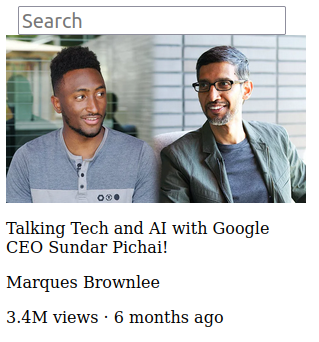 Search
Talking Tech and AI with Google
CEO Sundar Pichai!
Marques Brownlee
3.4M views · 6 months ago